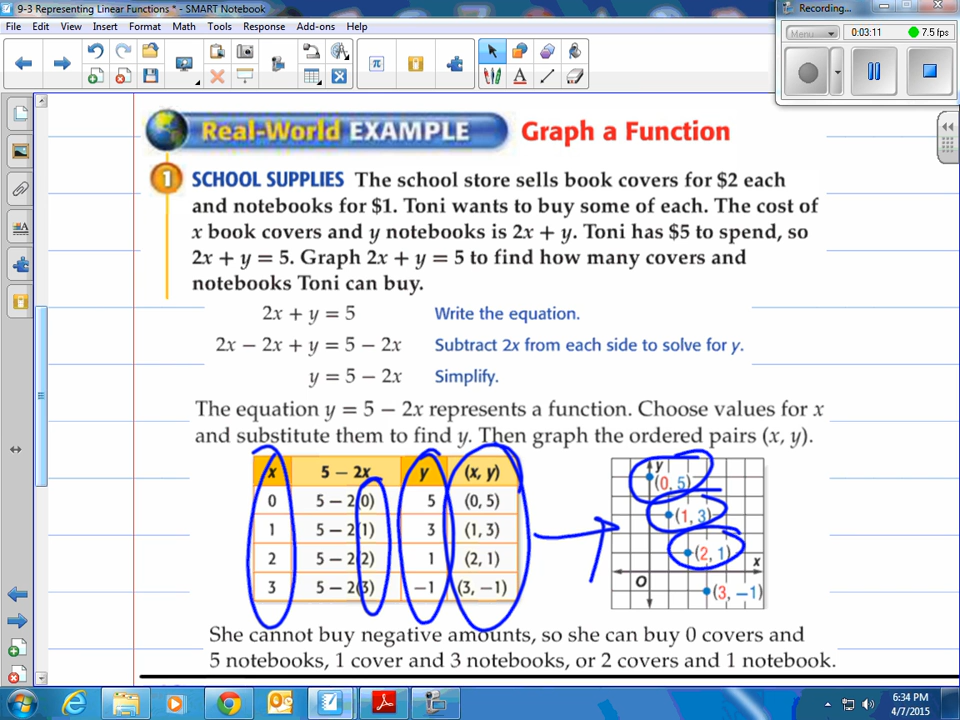 9-3 Representing Linear Functions * - SMART Notebook
Recording...
File Edit View Insert Format Math Tools Response Add-ons Help
Menu
0:03:11
7.5 fps
π
A
Real-World EXAMPLE Graph a Function
1 SCHOOL SUPPLIES The school store sells book covers for $2 each
and notebooks for $1. Toni wants to buy some of each. The cost of
x book covers and y notebooks is 2x + y. Toni has $5 to spend, so
2x + y = 5. Graph 2x + y = 5 to find how many covers and
notebooks Toni can buy.
2x + y = 5 Write the equation.
2x − 2x + y = 5 − 2x Subtract 2x from each side to solve for y.
y = 5 − 2x Simplify.
The equation y = 5 − 2x represents a function. Choose values for x
and substitute them to find y. Then graph the ordered pairs (x, y).
x 5 − 2x y (x, y)
0 5 − 2(0) 5 (0, 5)
1 5 − 2(1) 3 (1, 3)
2 5 − 2(2) 1 (2, 1)
3 5 − 2(3) −1 (3, −1)
y
(0, 5)
(1, 3)
(2, 1)
x
O
(3, −1)
She cannot buy negative amounts, so she can buy 0 covers and
5 notebooks, 1 cover and 3 notebooks, or 2 covers and 1 notebook.
6:34 PM
4/7/2015